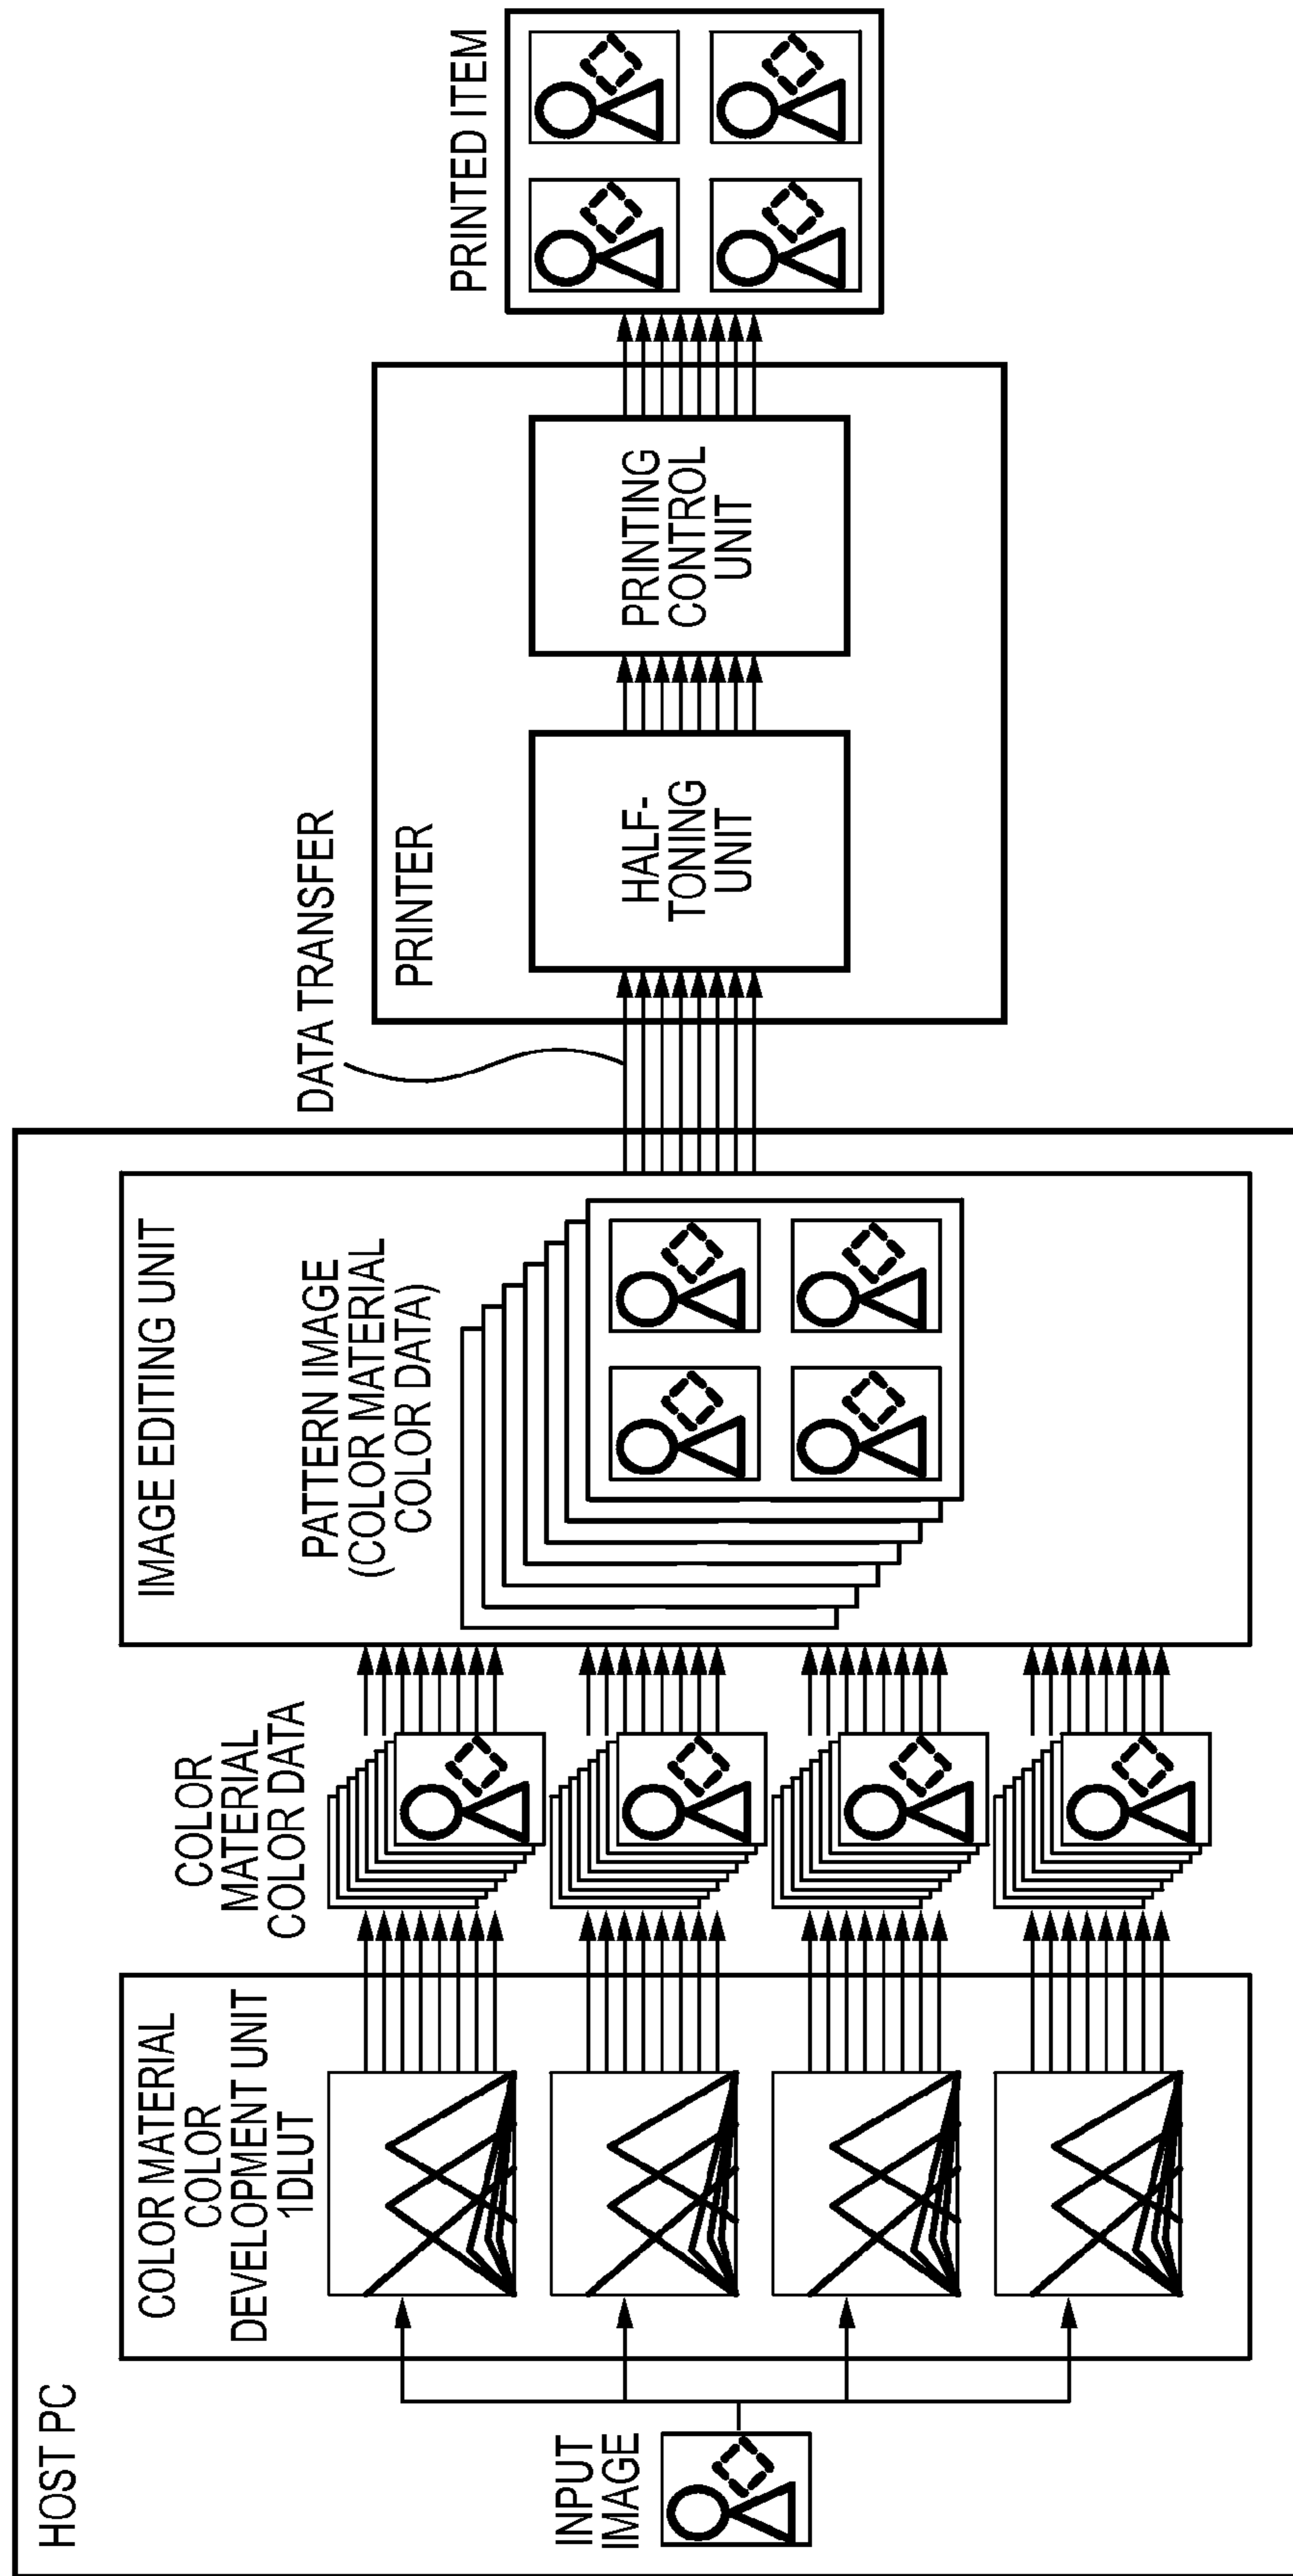 HOST PC
INPUT
IMAGE
COLOR MATERIAL
COLOR
DEVELOPMENT UNIT
1DLUT
COLOR
MATERIAL
COLOR DATA
IMAGE EDITING UNIT
PATTERN IMAGE
(COLOR MATERIAL
COLOR DATA)
DATA TRANSFER
PRINTER
HALF-
TONING
UNIT
PRINTING
CONTROL
UNIT
PRINTED ITEM